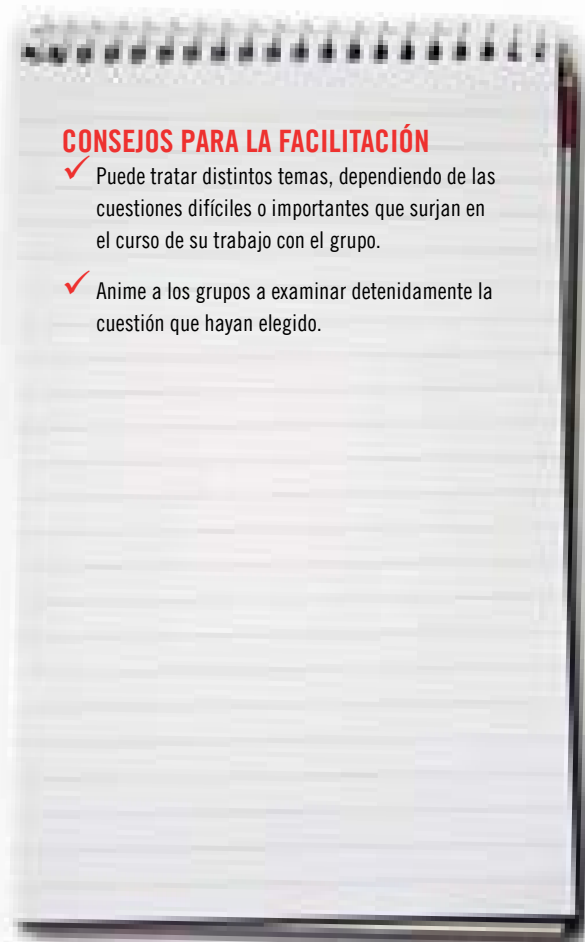 CONSEJOS PARA LA FACILITACIÓN
✓ Puede tratar distintos temas, dependiendo de las
cuestiones difíciles o importantes que surjan en
el curso de su trabajo con el grupo.
✓ Anime a los grupos a examinar detenidamente la
cuestión que hayan elegido.